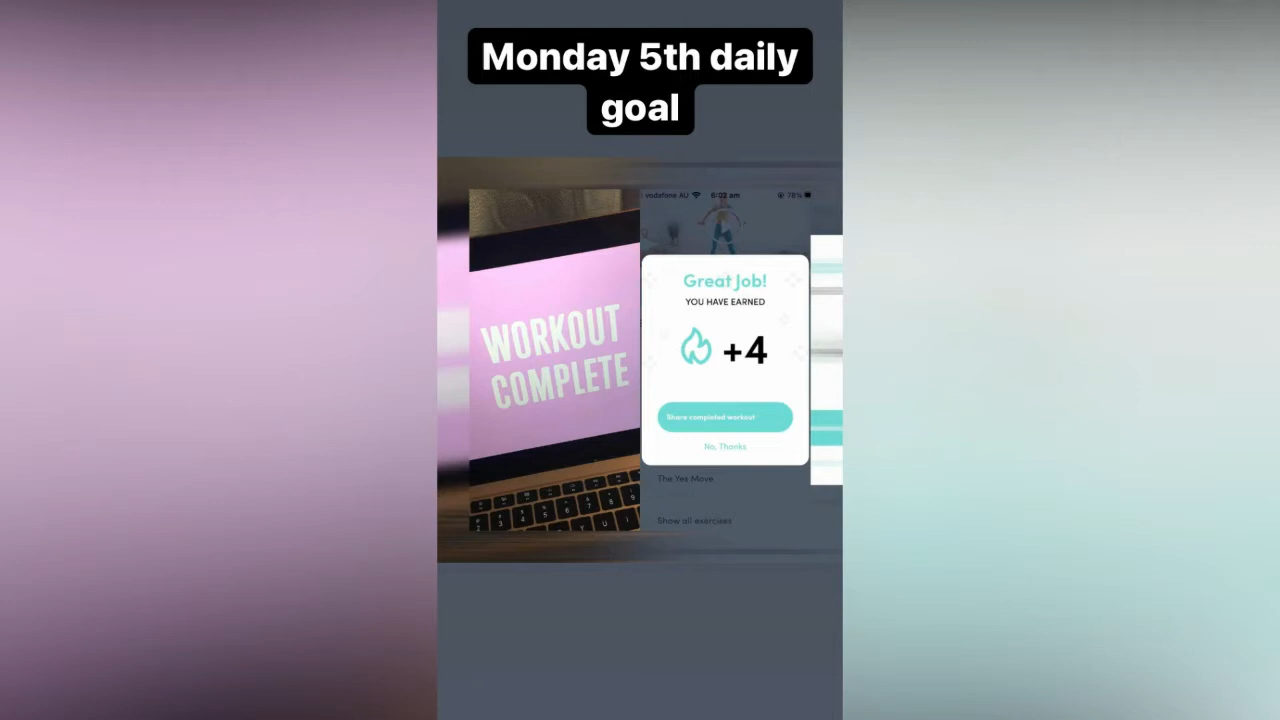 Monday 5th daily
goal
vodafone AU 6:02 am 78%
WORKOUT
COMPLETE
Great Job!
YOU HAVE EARNED
+4
Share completed workout
No, Thanks
The Yes Move
Show all exercises